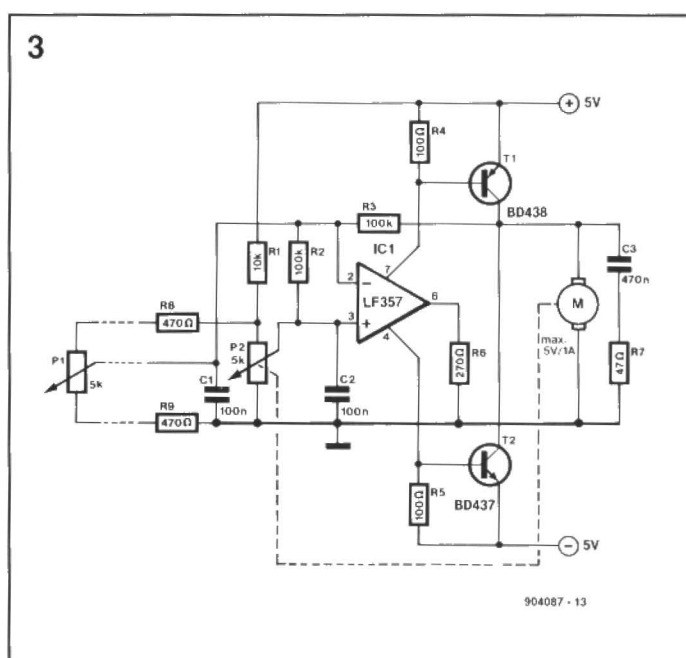 3
+ 5V
R4
100Ω
T1
BD438
R3
100k
IC1
R1
10k
R2
100k
C3
470n
2
7
−
LF357
6
3
+
4
R8
470Ω
P1
5k
P2
5k
R6
270Ω
M
max.
5V/1A
R7
47Ω
C1
100n
C2
100n
R9
470Ω
T2
BD437
R5
100Ω
− 5V
904087 - 13